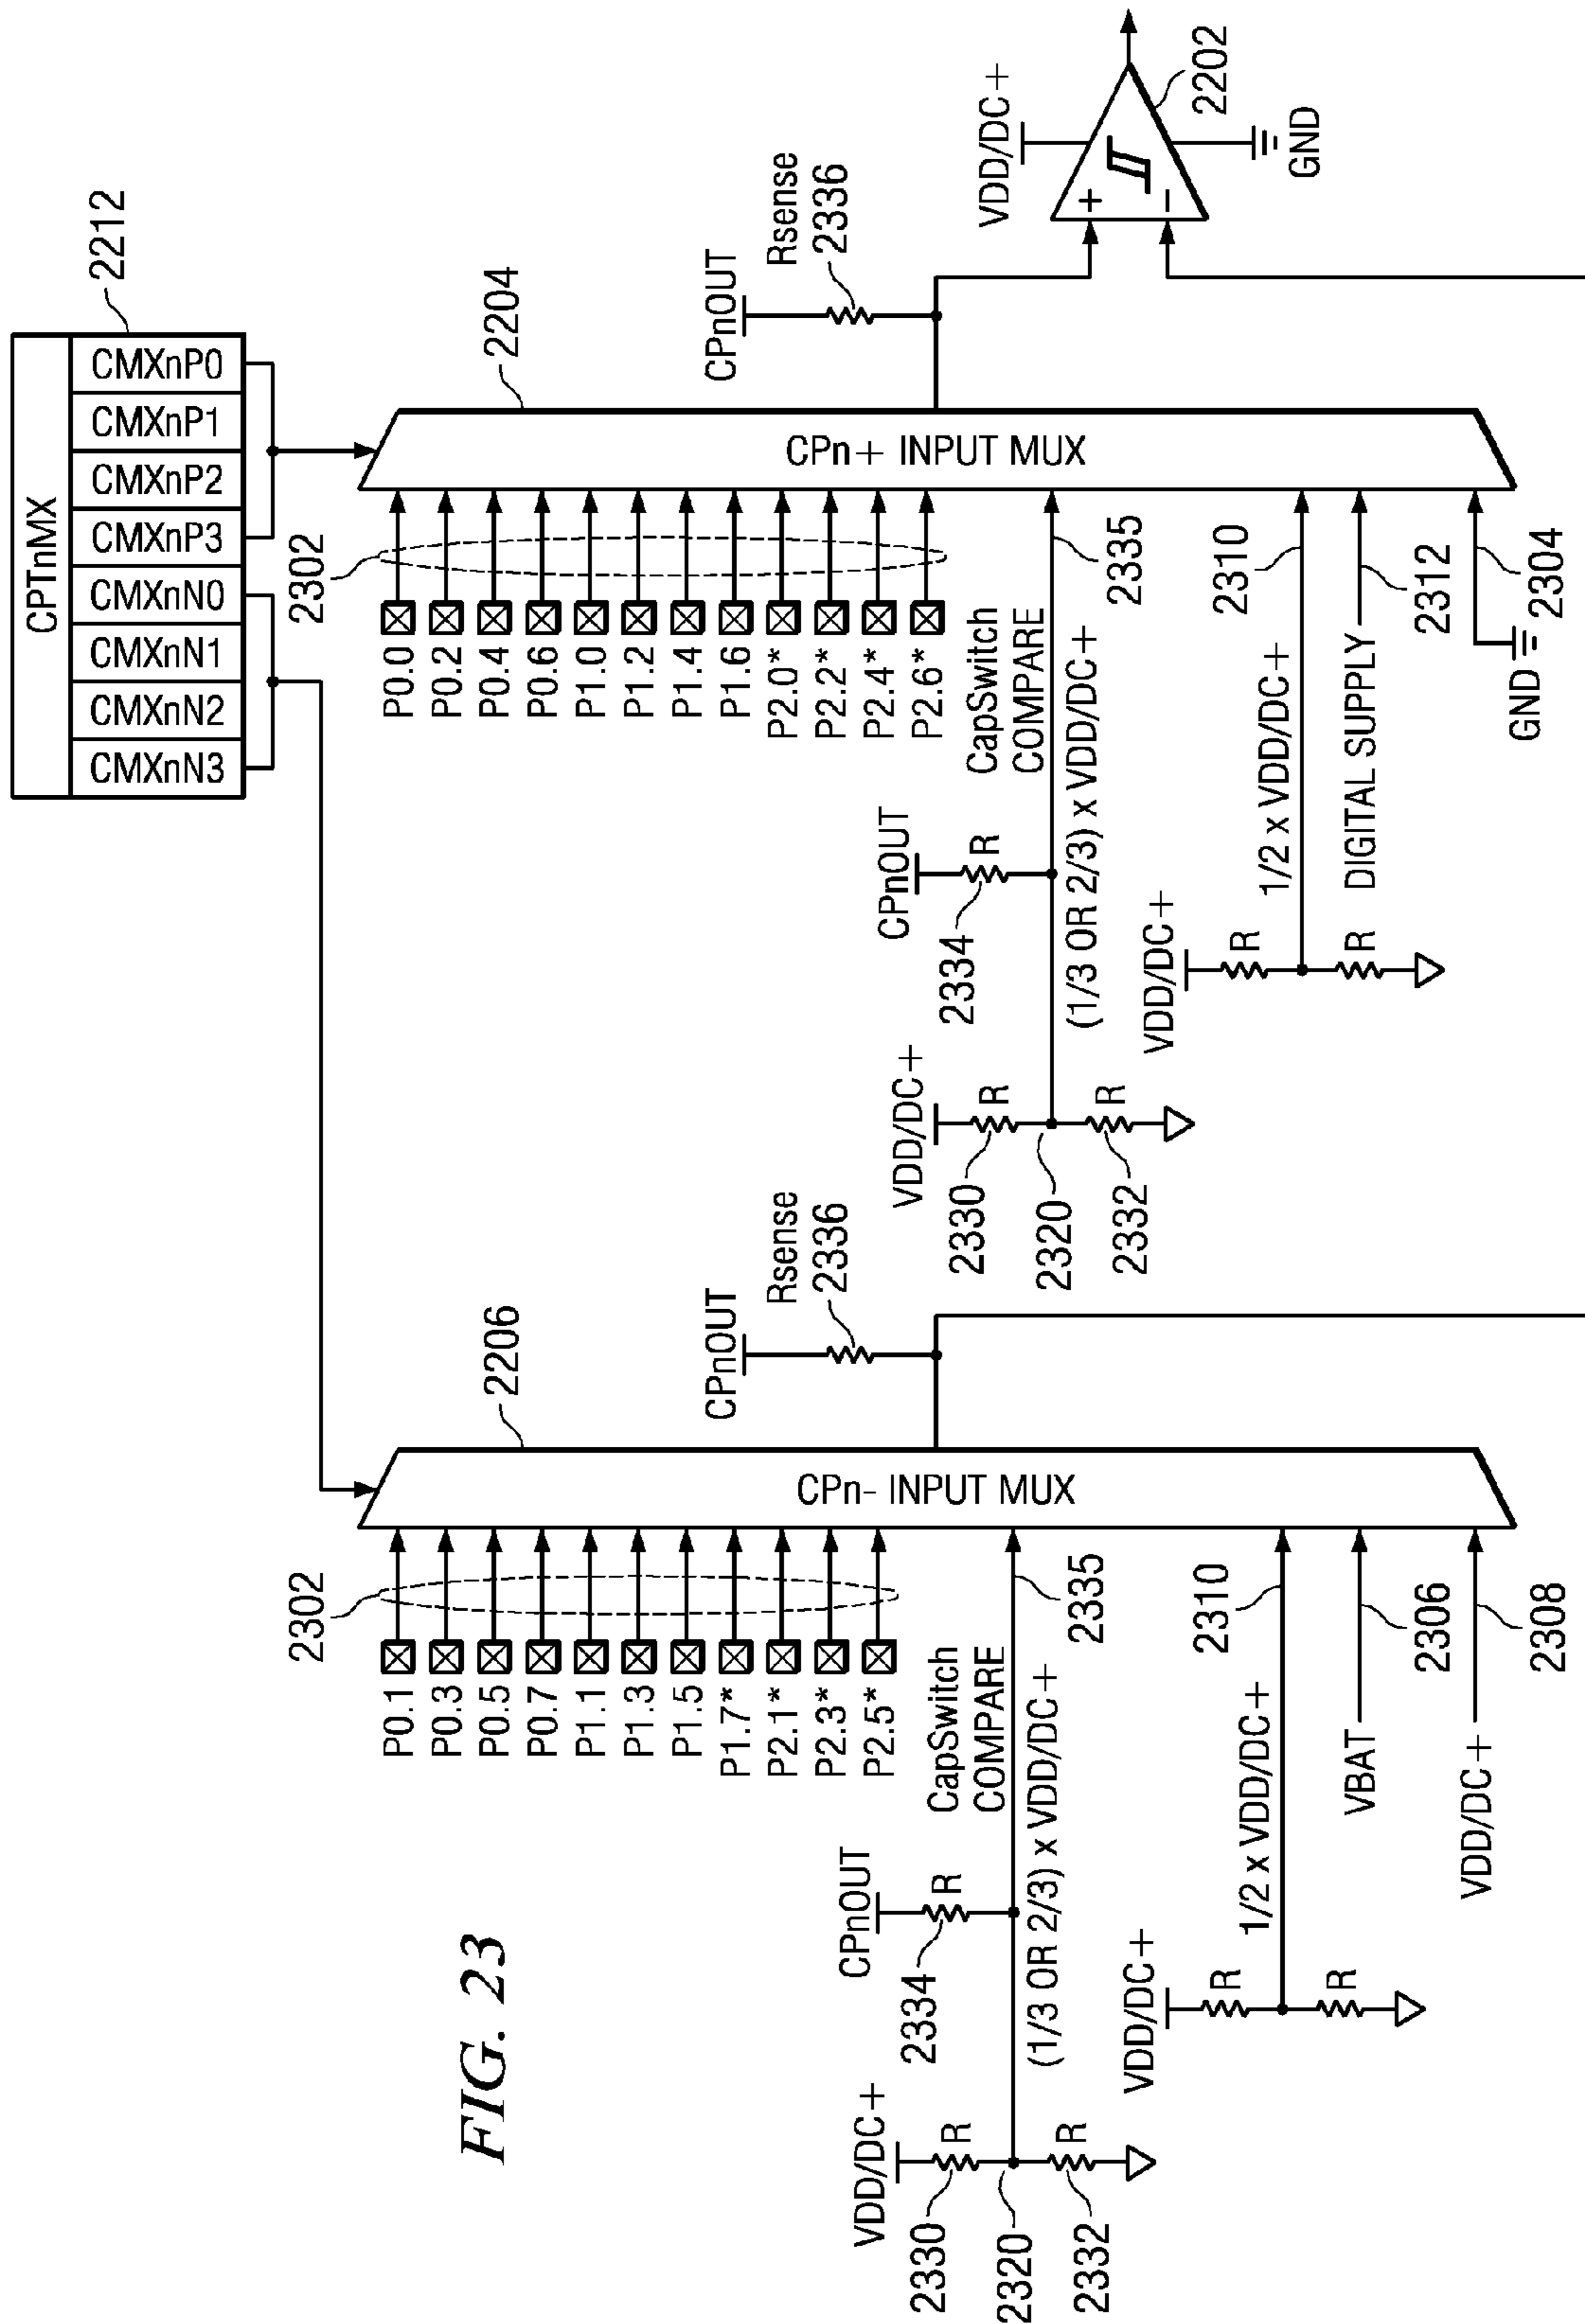 FIG. 23
CPTnMX
CMXnN3
CMXnN2
CMXnN1
CMXnN0
CMXnP3
CMXnP2
CMXnP1
CMXnP0
2212
2206
CPn- INPUT MUX
2302
P0.1
P0.3
P0.5
P0.7
P1.1
P1.3
P1.5
P1.7*
P2.1*
P2.3*
P2.5*
CPnOUT
Rsense
2336
CapSwitch
COMPARE
2335
CPnOUT
R
2334
(1/3 OR 2/3) x VDD/DC+
VDD/DC+
R
2330
2320
R
2332
VDD/DC+
R
R
1/2 x VDD/DC+
2310
VBAT
2306
VDD/DC+
2308
2204
CPn+ INPUT MUX
2302
P0.0
P0.2
P0.4
P0.6
P1.0
P1.2
P1.4
P1.6
P2.0*
P2.2*
P2.4*
P2.6*
CPnOUT
Rsense
2336
CapSwitch
COMPARE
2335
CPnOUT
R
2334
(1/3 OR 2/3) x VDD/DC+
VDD/DC+
R
2330
2320
R
2332
VDD/DC+
R
R
1/2 x VDD/DC+
2310
DIGITAL SUPPLY
2312
GND
2304
VDD/DC+
+
−
2202
GND